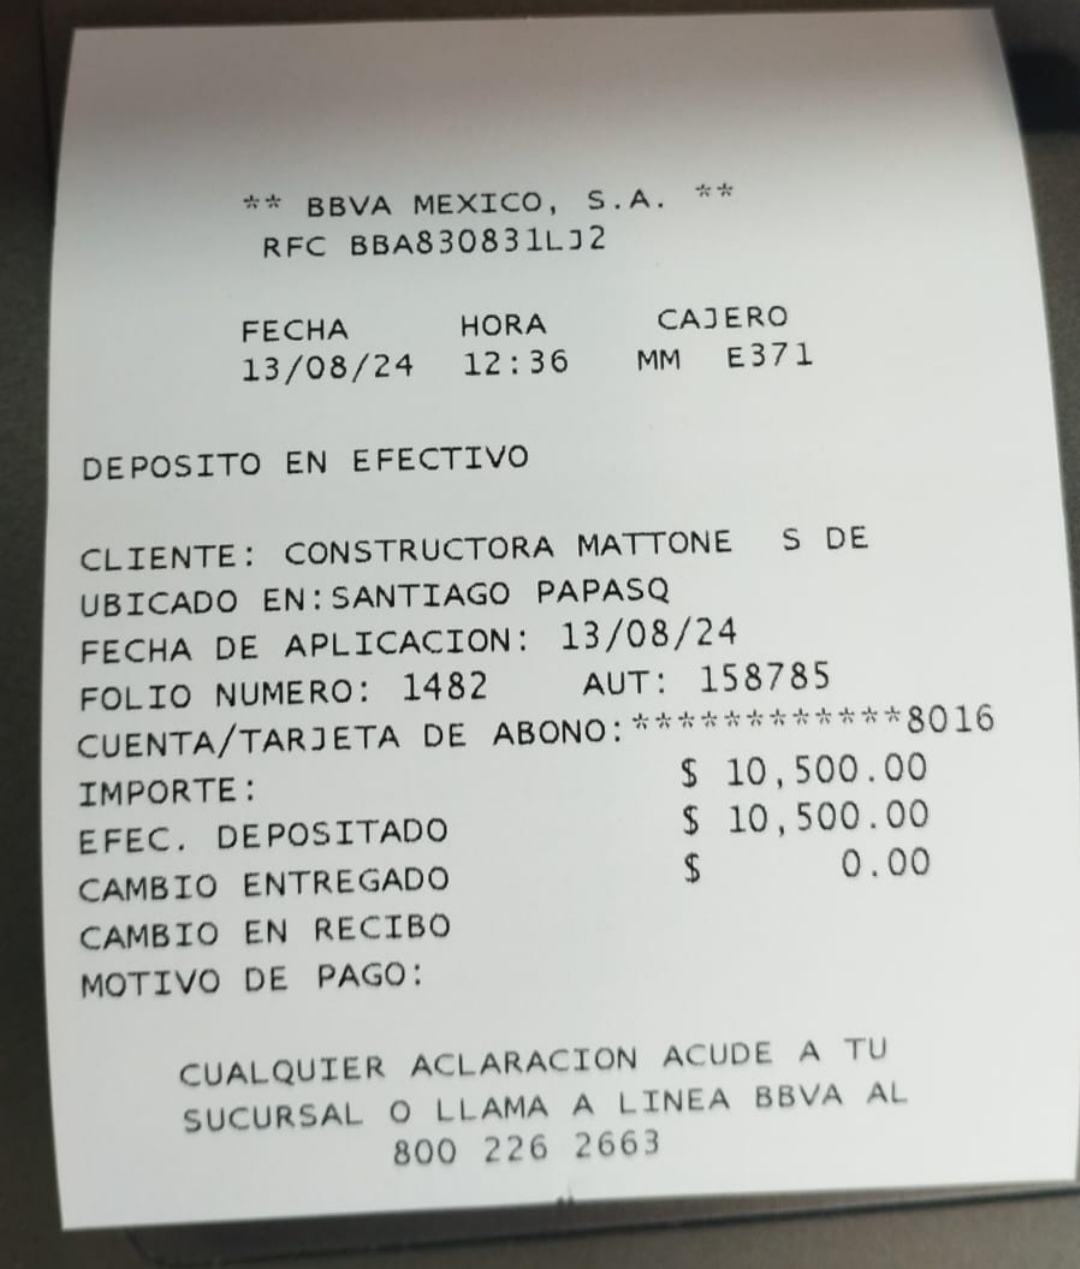 ** BBVA MEXICO, S.A. **
RFC BBA830831LJ2
FECHA HORA CAJERO
13/08/24 12:36 MM E371
DEPOSITO EN EFECTIVO
CLIENTE: CONSTRUCTORA MATTONE S DE
UBICADO EN:SANTIAGO PAPASQ
FECHA DE APLICACION: 13/08/24
FOLIO NUMERO: 1482 AUT: 158785
CUENTA/TARJETA DE ABONO:************8016
IMPORTE: $ 10,500.00
EFEC. DEPOSITADO $ 10,500.00
CAMBIO ENTREGADO $ 0.00
CAMBIO EN RECIBO
MOTIVO DE PAGO:
CUALQUIER ACLARACION ACUDE A TU
SUCURSAL O LLAMA A LINEA BBVA AL
800 226 2663